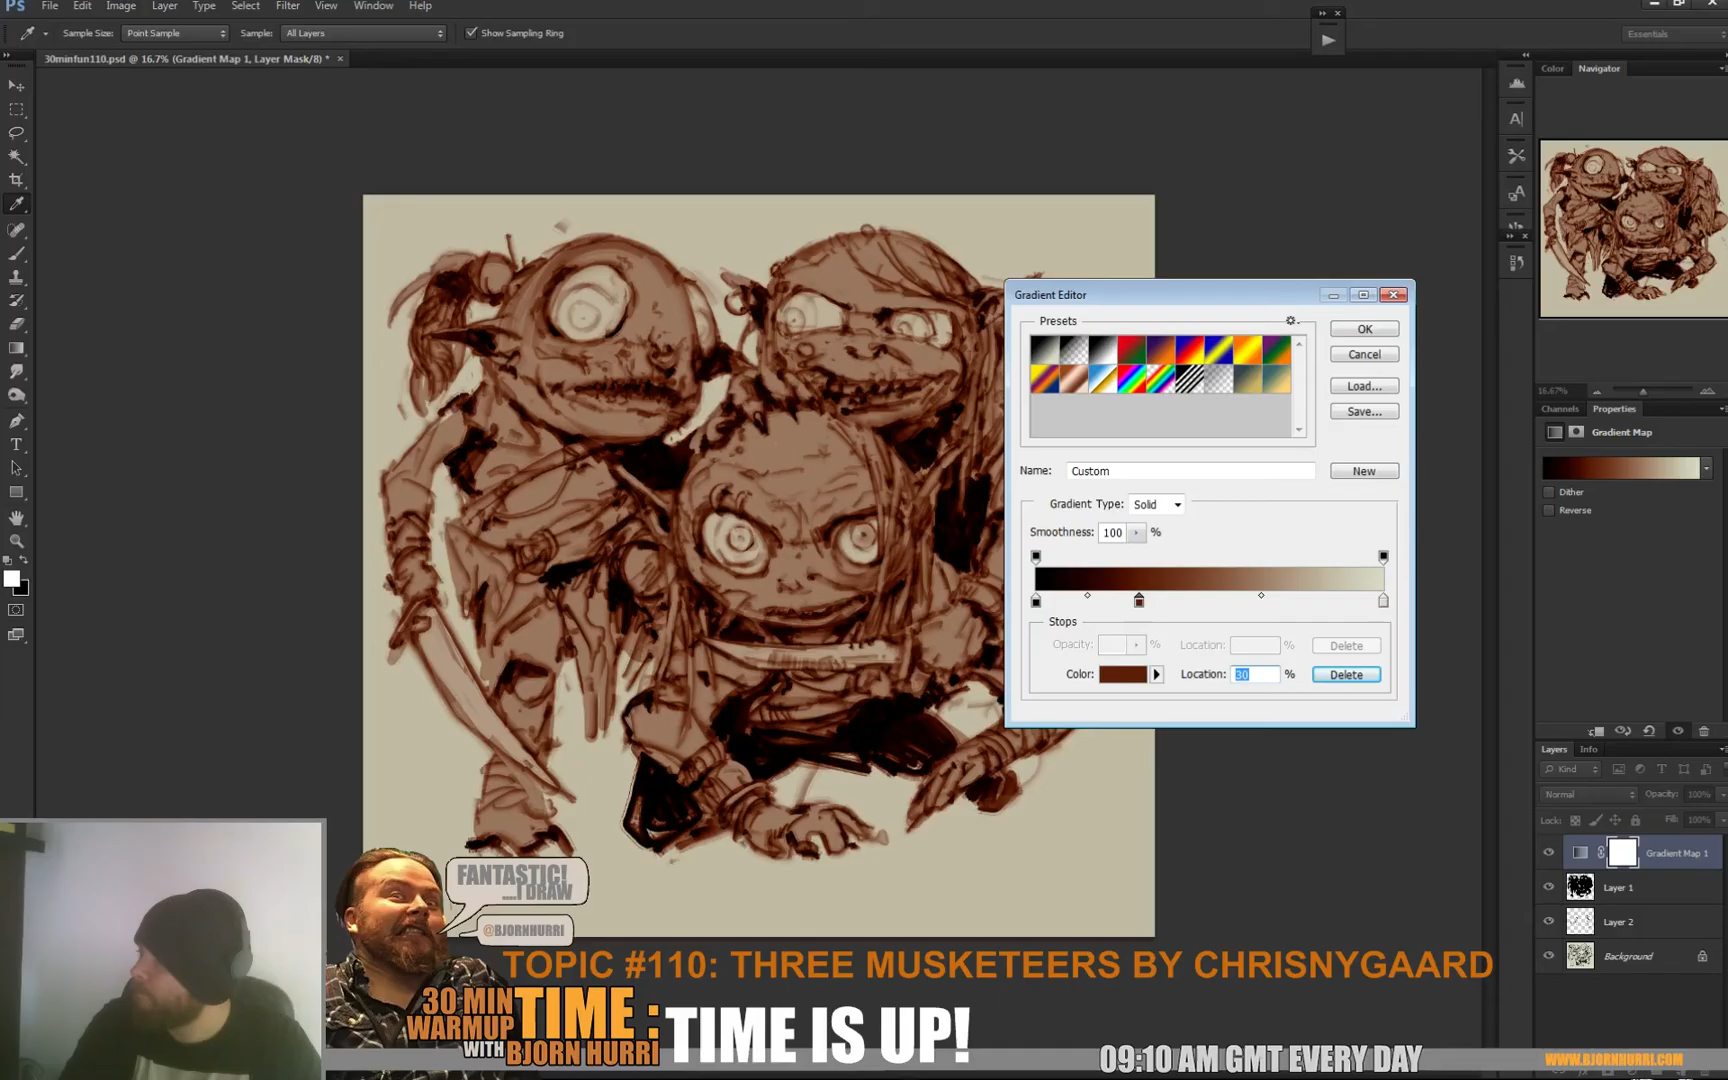 Ps File Edit Image Layer Type Select Filter View Window Help
Sample Size: Point Sample Sample: All Layers Show Sampling Ring
Essentials
30minfun110.psd @ 16.7% (Gradient Map 1, Layer Mask/8) *
Color Navigator
Gradient Editor
Presets
OK
Cancel
Load...
Save...
Name: Custom New
Gradient Type: Solid
Smoothness: 100 %
Stops
Opacity: % Location: % Delete
Color: Location: 30 % Delete
16.67%
Channels Properties
Gradient Map
Dither
Reverse
Layers Info
Kind
Normal Opacity: 100%
Lock: Fill: 100%
Gradient Map 1
Layer 1
Layer 2
Background
FANTASTIC!
....I DRAW
@BJORNHURRI
TOPIC #110: THREE MUSKETEERS BY CHRISNYGAARD
30 MIN
WARMUP
WITH BJORN HURRI
TIME : TIME IS UP!
09:10 AM GMT EVERY DAY
WWW.BJORNHURRI.COM